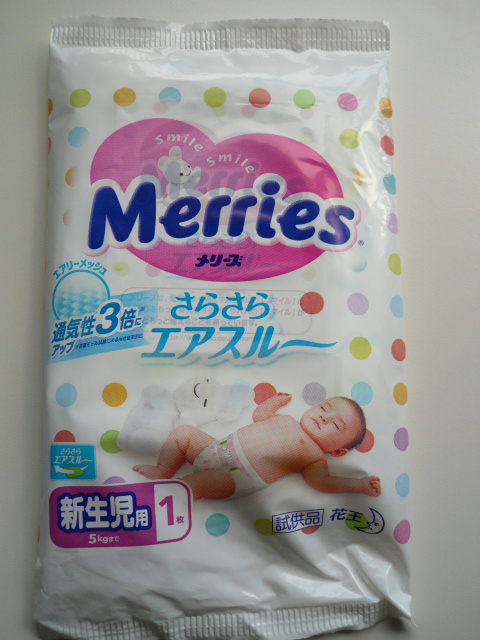 Smile Smile
Merries
メリーズ
エアリーメッシュ
通気性3倍に
アップ
さらさら
エアスルー
さらさら
エアスルー
新生児用 1枚
5kgまで
試供品 花王